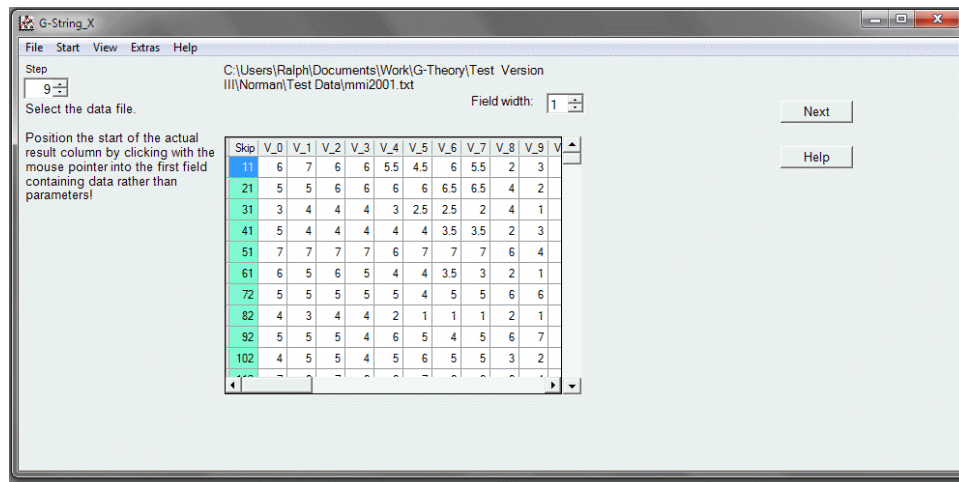 G-String_X
File Start View Extras Help
Step
9
Select the data file.
Position the start of the actual
result column by clicking with the
mouse pointer into the first field
containing data rather than
parameters!
C:\Users\Ralph\Documents\Work\G-Theory\Test Version
III\Norman\Test Data\mmi2001.txt
Field width: 1
Next
Help
Skip V_0 V_1 V_2 V_3 V_4 V_5 V_6 V_7 V_8 V_9 V
11 6 7 6 6 5.5 4.5 6 5.5 2 3
21 5 5 6 6 6 6 6.5 6.5 4 2
31 3 4 4 4 3 2.5 2.5 2 4 1
41 5 4 4 4 4 4 3.5 3.5 2 3
51 7 7 7 7 6 7 7 7 6 4
61 6 5 6 5 4 4 3.5 3 2 1
72 5 5 5 5 5 4 5 5 6 6
82 4 3 4 4 2 1 1 1 2 1
92 5 5 5 4 6 5 4 5 6 7
102 4 5 5 4 5 6 5 5 3 2